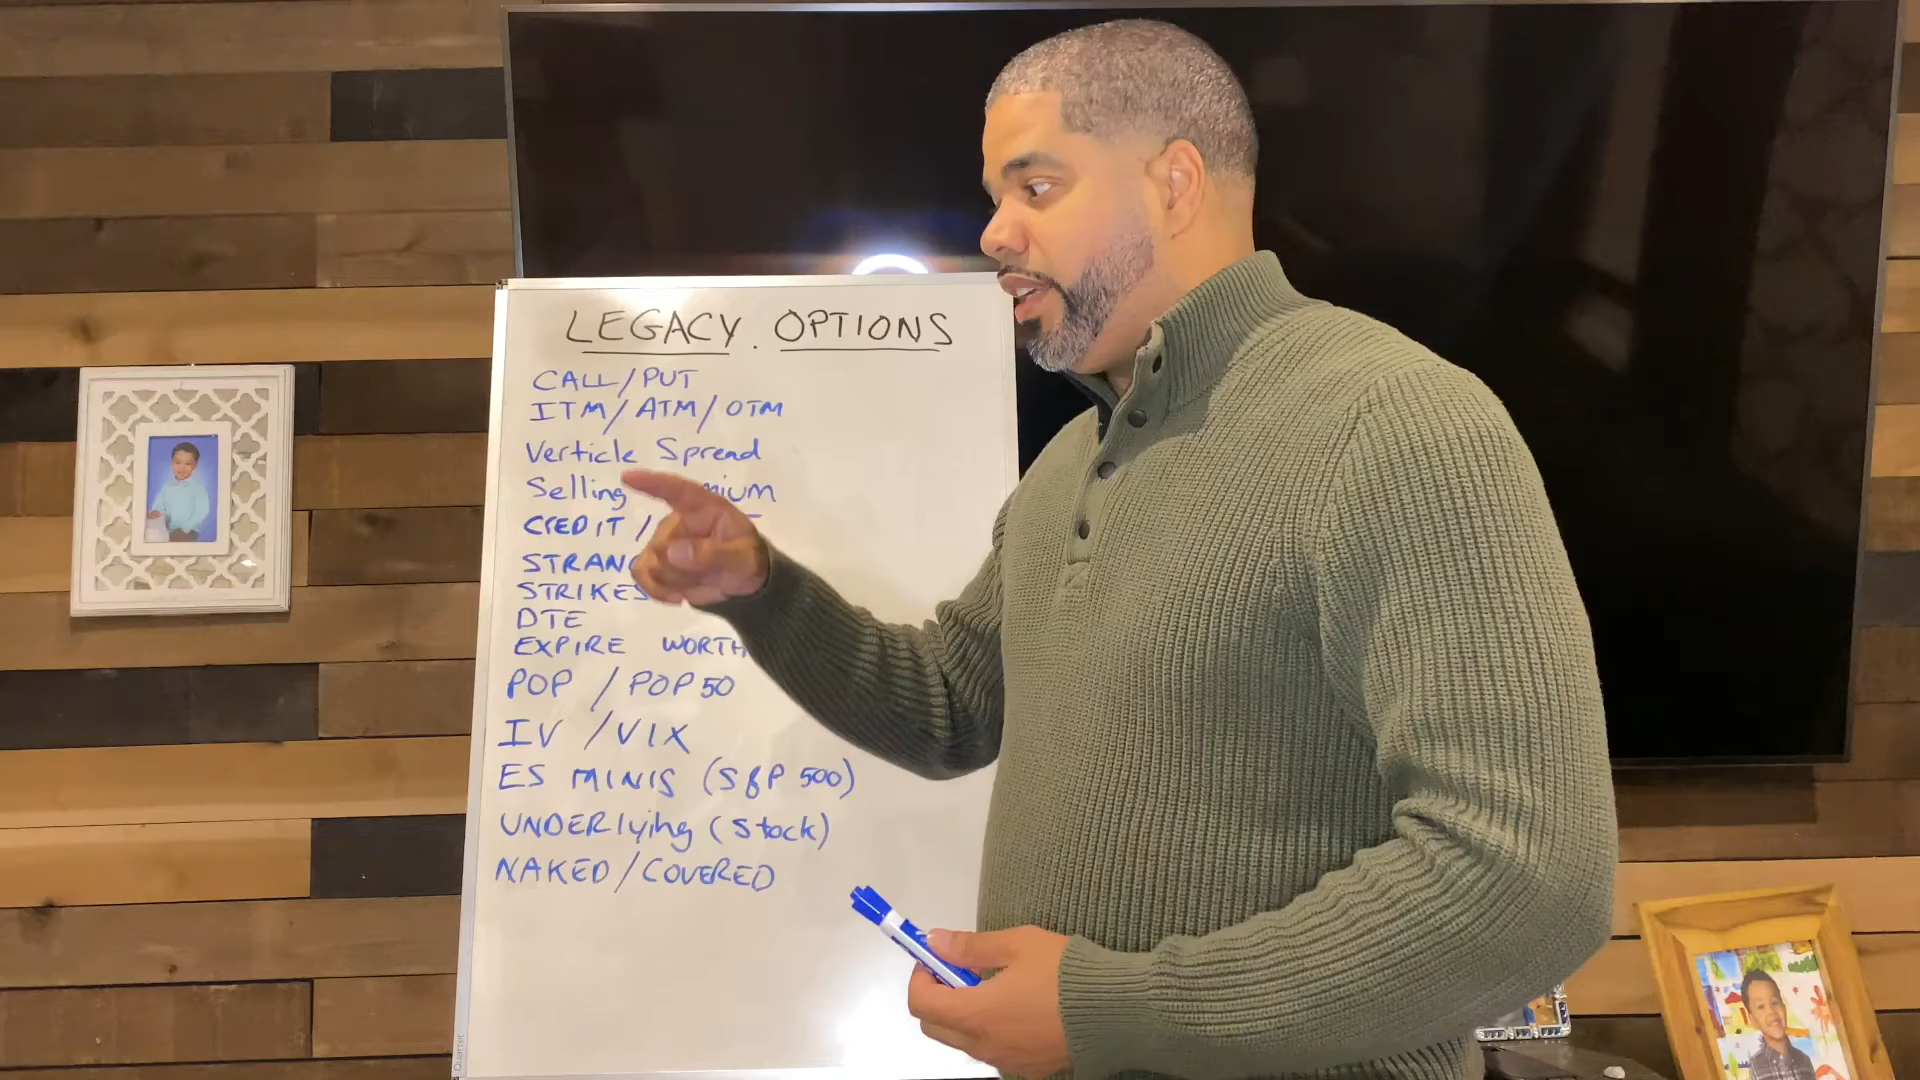 LEGACY. OPTIONS
CALL/PUT
ITM/ATM/OTM
Verticle Spread
Selling
CREDIT /
STRIKES
DTE
EXPIRE
POP / POP 50
IV / VIX
ES MINIS (S&P 500)
UNDERlying (Stock)
NAKED/COVERED
Quartet